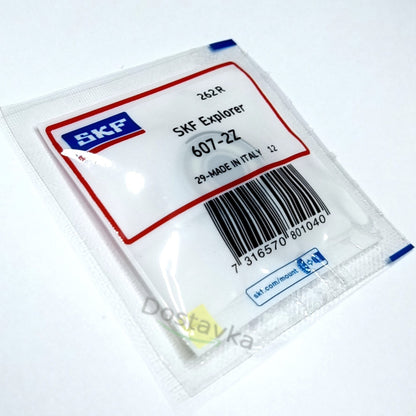 262 R
SKF
SKF Explorer
607-2Z
29-MADE IN ITALY 12
7 316570 801040
skf.com/mount
Dostavka